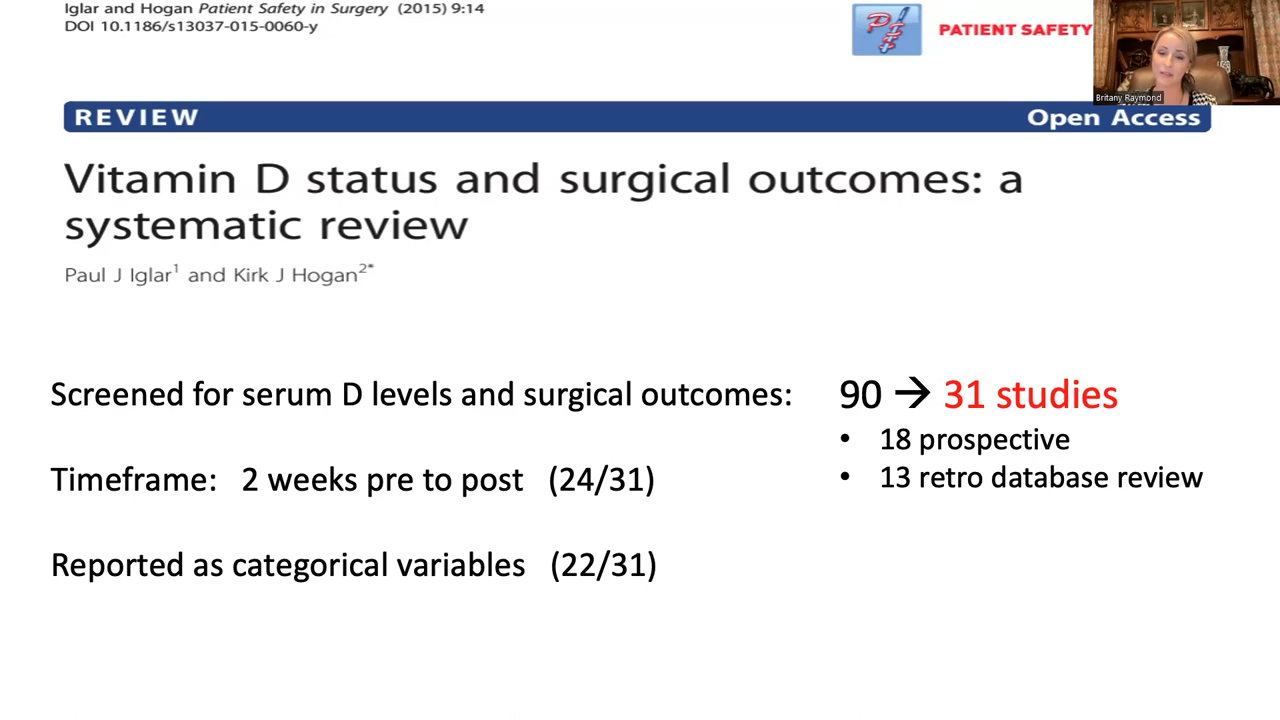 Iglar and Hogan Patient Safety in Surgery (2015) 9:14
DOI 10.1186/s13037-015-0060-y
PATIENT SAFETY
Britany Raymond
REVIEW
Open Access
Vitamin D status and surgical outcomes: a
systematic review
Paul J Iglar1 and Kirk J Hogan2*
Screened for serum D levels and surgical outcomes:
90 → 31 studies
• 18 prospective
• 13 retro database review
Timeframe: 2 weeks pre to post (24/31)
Reported as categorical variables (22/31)